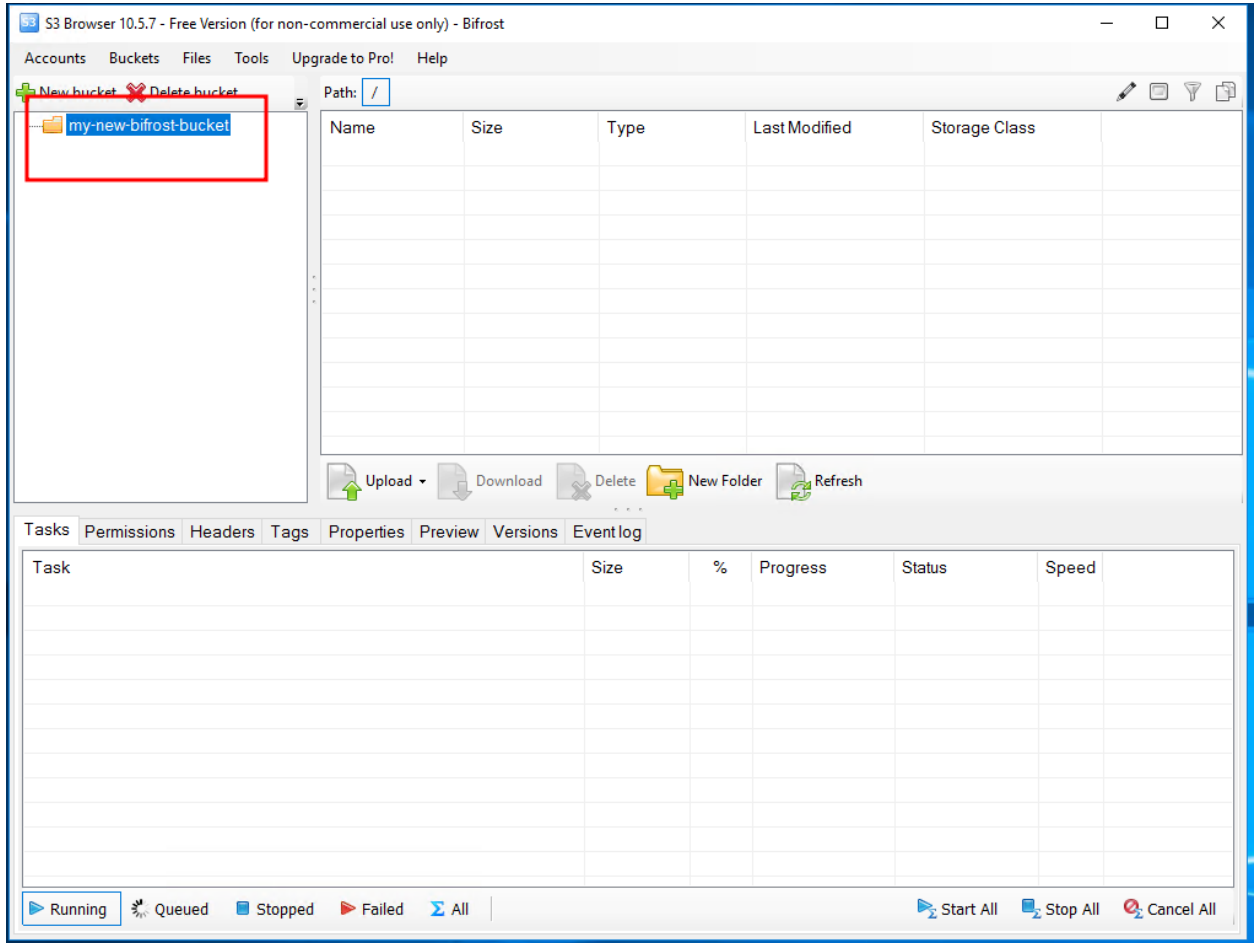 S3 Browser 10.5.7 - Free Version (for non-commercial use only) - Bifrost
Accounts Buckets Files Tools Upgrade to Pro! Help
New bucket Delete bucket Path: /
my-new-bifrost-bucket
Name Size Type Last Modified Storage Class
Upload Download Delete New Folder Refresh
Tasks Permissions Headers Tags Properties Preview Versions Event log
Task Size % Progress Status Speed
Running Queued Stopped Failed All Start All Stop All Cancel All